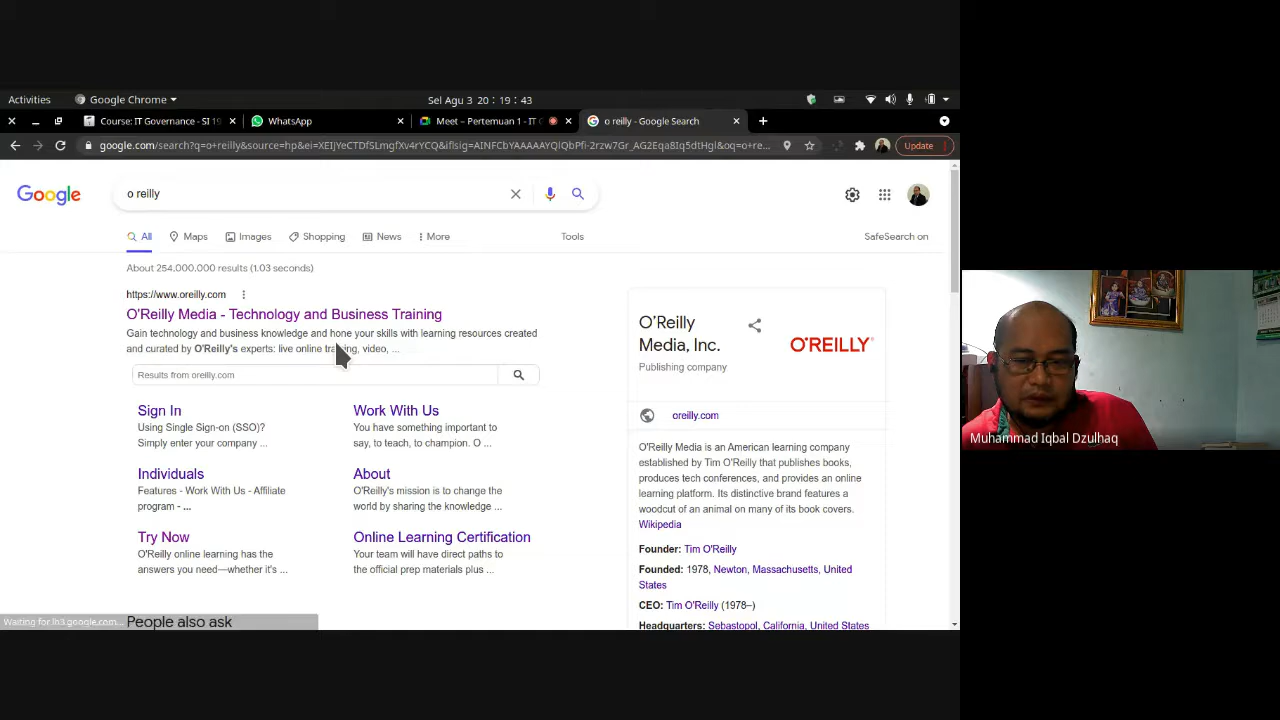 Activities
Google Chrome
Sel Agu 3 20:19:43
Course: IT Governance - SI 19
WhatsApp
Meet – Pertemuan 1 - IT
o reilly - Google Search
Update
Google
o reilly
All
Maps
Images
Shopping
News
More
Tools
SafeSearch on
About 254.000.000 results (1.03 seconds)
https://www.oreilly.com
O'Reilly Media - Technology and Business Training
Gain technology and business knowledge and hone your skills with learning resources created
and curated by O'Reilly's experts: live online training, video, ...
Results from oreilly.com
Sign In
Using Single Sign-on (SSO)?
Simply enter your company ...
Work With Us
You have something important to
say, to teach, to champion. O ...
Individuals
Features - Work With Us - Affiliate
program - ...
About
O'Reilly's mission is to change the
world by sharing the knowledge ...
Try Now
O'Reilly online learning has the
answers you need—whether it's ...
Online Learning Certification
Your team will have direct paths to
the official prep materials plus ...
People also ask
Waiting for lh3.google.com...
O'Reilly
Media, Inc.
Publishing company
O'REILLY
oreilly.com
O'Reilly Media is an American learning company
established by Tim O'Reilly that publishes books,
produces tech conferences, and provides an online
learning platform. Its distinctive brand features a
woodcut of an animal on many of its book covers.
Wikipedia
Founder: Tim O'Reilly
Founded: 1978, Newton, Massachusetts, United
States
CEO: Tim O'Reilly (1978–)
Headquarters: Sebastopol, California, United States
Muhammad Iqbal Dzulhaq